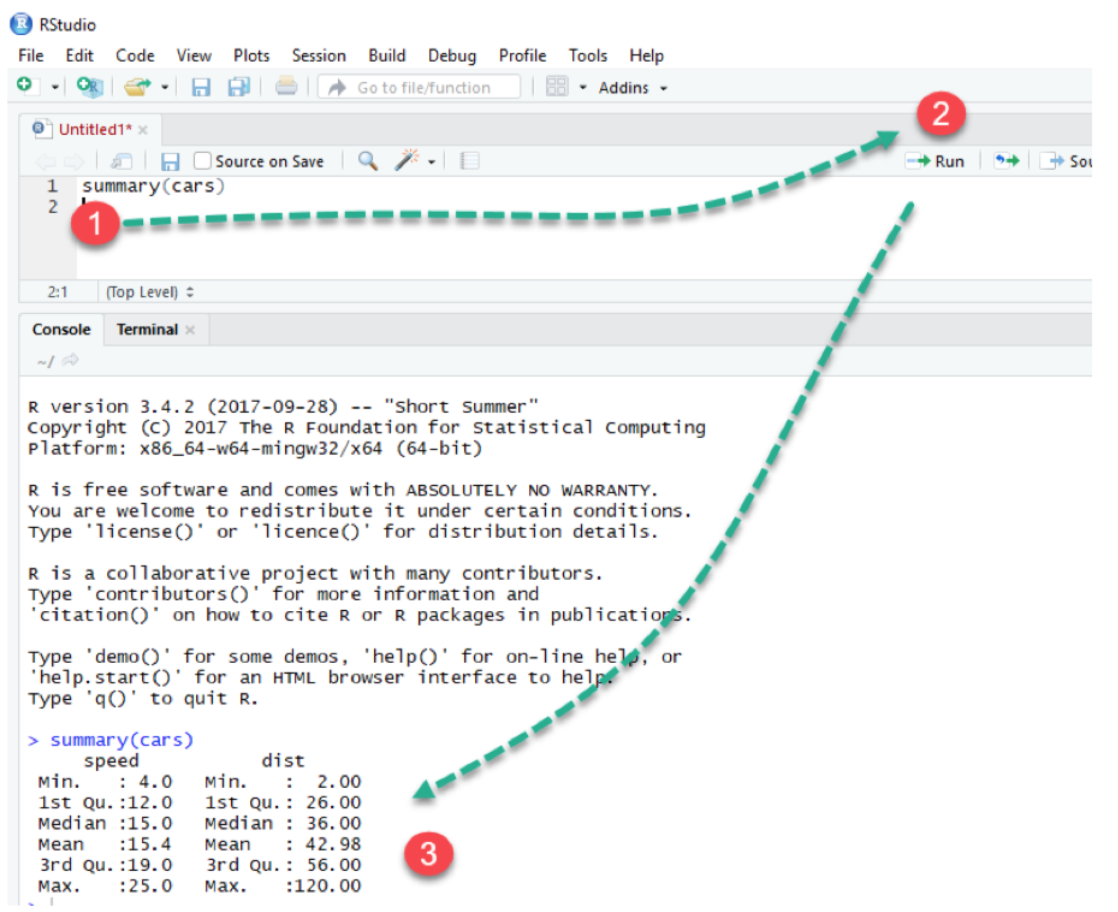 RStudio
File Edit Code View Plots Session Build Debug Profile Tools Help
Go to file/function Addins
Untitled1*
Source on Save Run Sou
1 summary(cars)
2
1
2
2:1 (Top Level)
Console Terminal
~/
R version 3.4.2 (2017-09-28) -- "Short Summer"
Copyright (C) 2017 The R Foundation for Statistical Computing
Platform: x86_64-w64-mingw32/x64 (64-bit)
R is free software and comes with ABSOLUTELY NO WARRANTY.
You are welcome to redistribute it under certain conditions.
Type 'license()' or 'licence()' for distribution details.
R is a collaborative project with many contributors.
Type 'contributors()' for more information and
'citation()' on how to cite R or R packages in publications.
Type 'demo()' for some demos, 'help()' for on-line help, or
'help.start()' for an HTML browser interface to help.
Type 'q()' to quit R.
> summary(cars)
speed dist
Min. : 4.0 Min. : 2.00
1st Qu.:12.0 1st Qu.: 26.00
Median :15.0 Median : 36.00
Mean :15.4 Mean : 42.98
3rd Qu.:19.0 3rd Qu.: 56.00
Max. :25.0 Max. :120.00
>
3